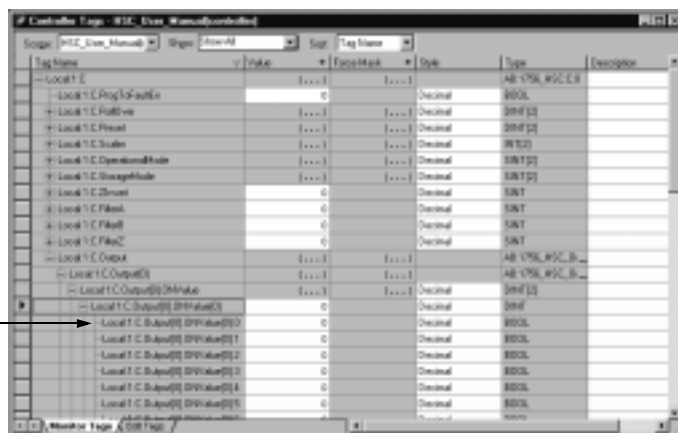 Controller Tags - HSC_User_Manual(controller)
Scope: HSC_User_Manual(c Show: Show All Sort: Tag Name
Tag Name Value Force Mask Style Type Description
Local:1:C {....} {....} AB:1756_HSC:C:0
Local:1:C.ProgToFaultEn 0 Decimal BOOL
Local:1:C.RollOver {....} {....} Decimal DINT[2]
Local:1:C.Preset {....} {....} Decimal DINT[2]
Local:1:C.Scaler {....} {....} Decimal INT[2]
Local:1:C.OperationalMode {....} {....} Decimal SINT[2]
Local:1:C.StorageMode {....} {....} Decimal SINT[2]
Local:1:C.ZInvert 0 Decimal SINT
Local:1:C.FilterA 0 Decimal SINT
Local:1:C.FilterB 0 Decimal SINT
Local:1:C.FilterZ 0 Decimal SINT
Local:1:C.Output {....} {....} AB:1756_HSC_
Local:1:C.Output[0] {....} {....} AB:1756_HSC_
Local:1:C.Output[0].ONValue {....} {....} Decimal DINT[2]
Local:1:C.Output[0].ONValue[0] 0 Decimal DINT
Local:1:C.Output[0].ONValue[0].0 0 Decimal BOOL
Local:1:C.Output[0].ONValue[0].1 0 Decimal BOOL
Local:1:C.Output[0].ONValue[0].2 0 Decimal BOOL
Local:1:C.Output[0].ONValue[0].3 0 Decimal BOOL
Local:1:C.Output[0].ONValue[0].4 0 Decimal BOOL
Local:1:C.Output[0].ONValue[0].5 0 Decimal BOOL
Monitor Tags Edit Tags